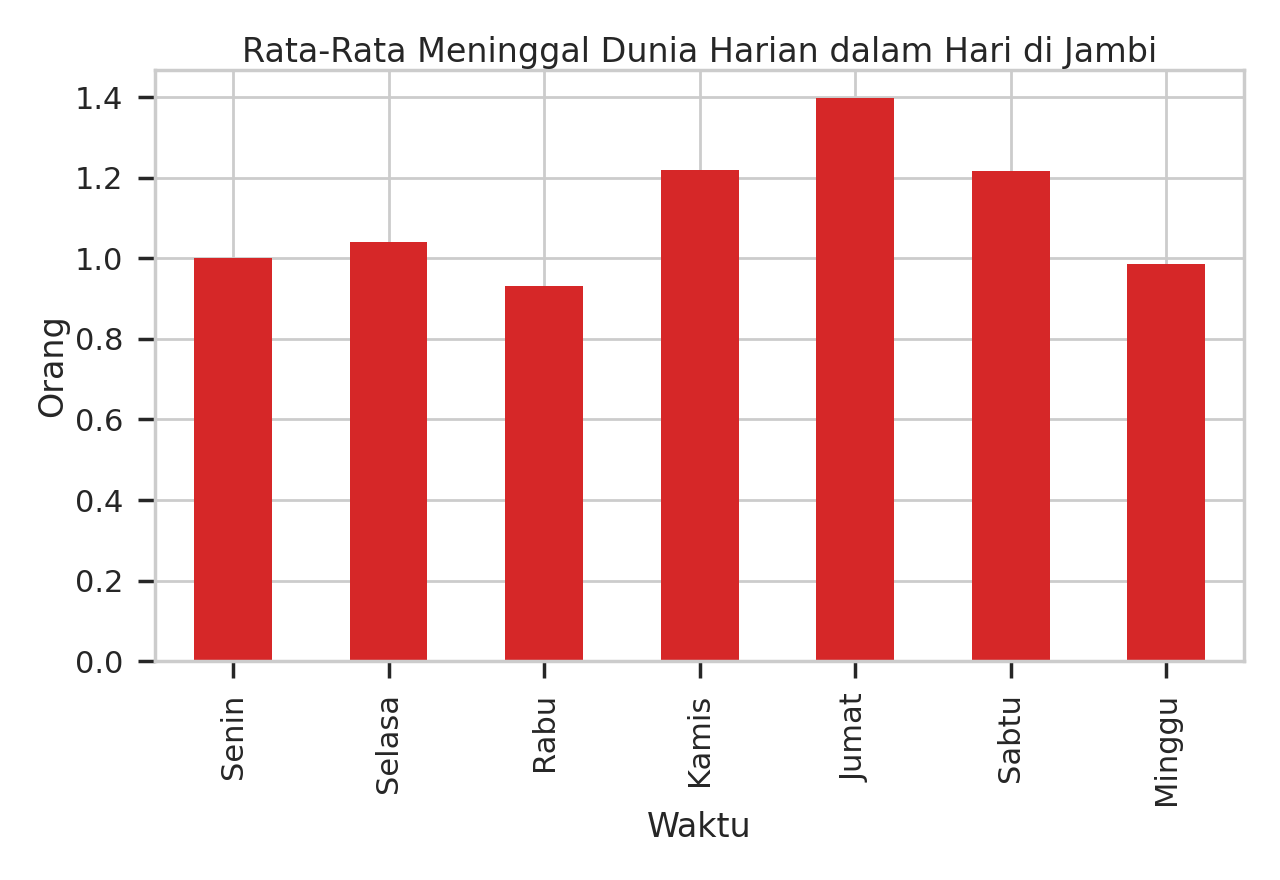 Rata-Rata Meninggal Dunia Harian dalam Hari di Jambi
1.4
1.2
1.0
0.8
0.6
0.4
0.2
0.0
Orang
Senin
Selasa
Rabu
Kamis
Jumat
Sabtu
Minggu
Waktu